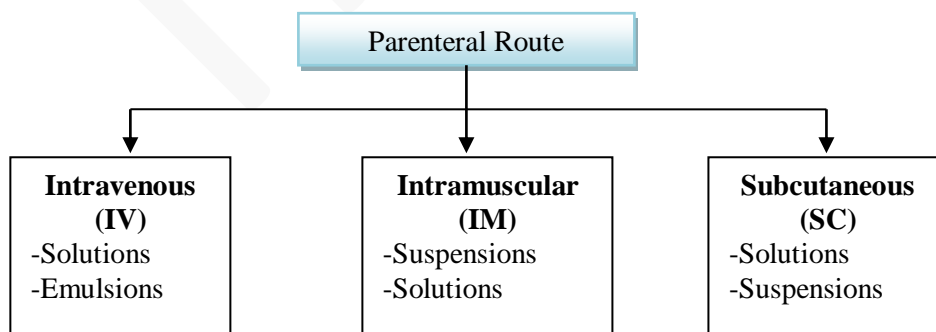 Parenteral Route
Intravenous
(IV)
-Solutions
-Emulsions
Intramuscular
(IM)
-Suspensions
-Solutions
Subcutaneous
(SC)
-Solutions
-Suspensions